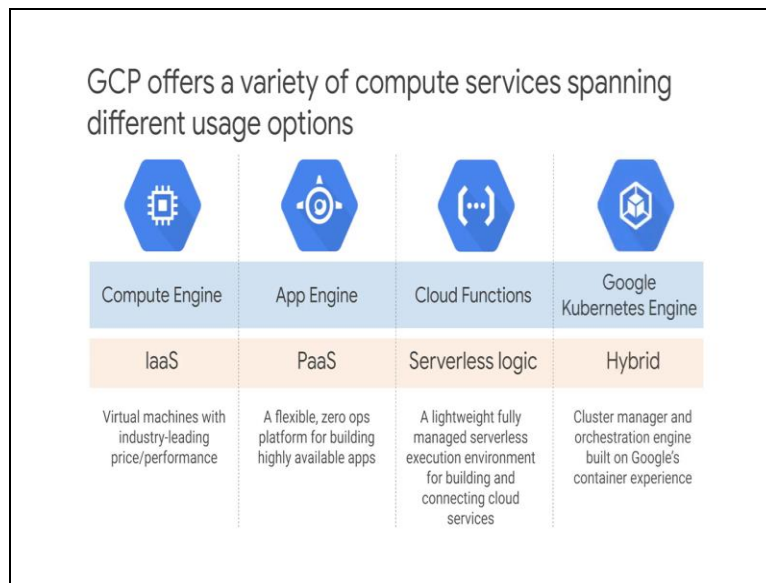 GCP offers a variety of compute services spanning
different usage options
Compute Engine
App Engine
Cloud Functions
Google
Kubernetes Engine
IaaS
PaaS
Serverless logic
Hybrid
Virtual machines with
industry-leading
price/performance
A flexible, zero ops
platform for building
highly available apps
A lightweight fully
managed serverless
execution environment
for building and
connecting cloud
services
Cluster manager and
orchestration engine
built on Google's
container experience